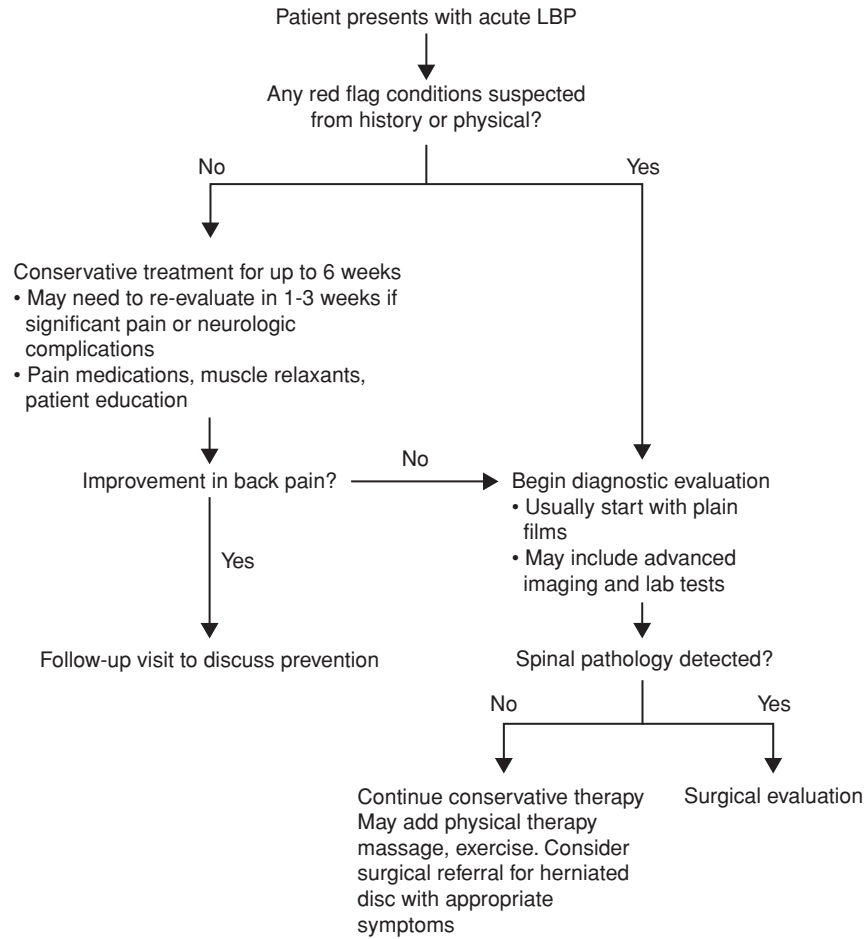 Patient presents with acute LBP
Any red flag conditions suspected
from history or physical?
No
Yes
Conservative treatment for up to 6 weeks
• May need to re-evaluate in 1-3 weeks if
significant pain or neurologic
complications
• Pain medications, muscle relaxants,
patient education
Improvement in back pain?
No
Begin diagnostic evaluation
• Usually start with plain
films
• May include advanced
imaging and lab tests
Yes
Follow-up visit to discuss prevention
Spinal pathology detected?
No
Yes
Continue conservative therapy
May add physical therapy
massage, exercise. Consider
surgical referral for herniated
disc with appropriate
symptoms
Surgical evaluation